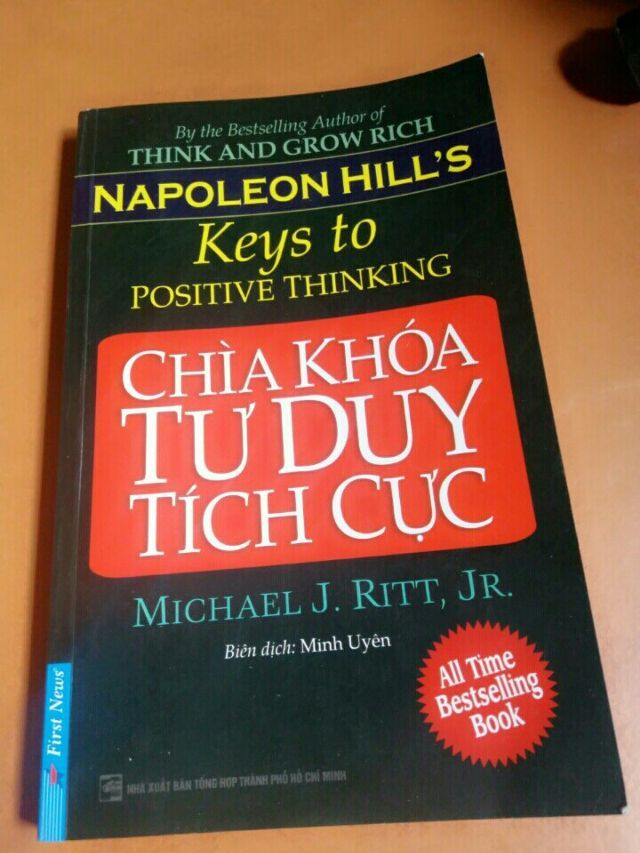 By the Bestselling Author of
THINK AND GROW RICH
NAPOLEON HILL'S
Keys to
POSITIVE THINKING
CHÌA KHÓA
TƯ DUY
TÍCH CỰC
MICHAEL J. RITT, JR.
Biên dịch: Minh Uyên
All Time
Bestselling
Book
First News
NHÀ XUẤT BẢN TỔNG HỢP THÀNH PHỐ HỒ CHÍ MINH